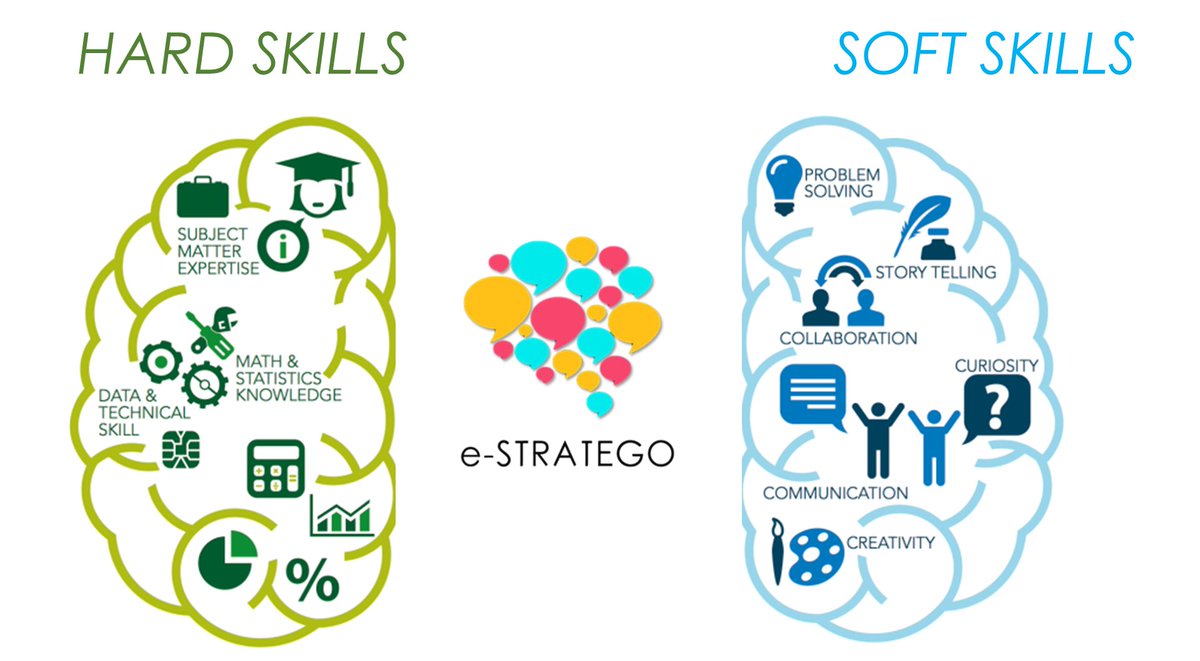 HARD SKILLS
SOFT SKILLS
SUBJECT
MATTER
EXPERTISE
i
MATH &
STATISTICS
KNOWLEDGE
DATA &
TECHNICAL
SKILL
%
e-STRATEGO
PROBLEM
SOLVING
STORY TELLING
COLLABORATION
CURIOSITY
?
COMMUNICATION
CREATIVITY